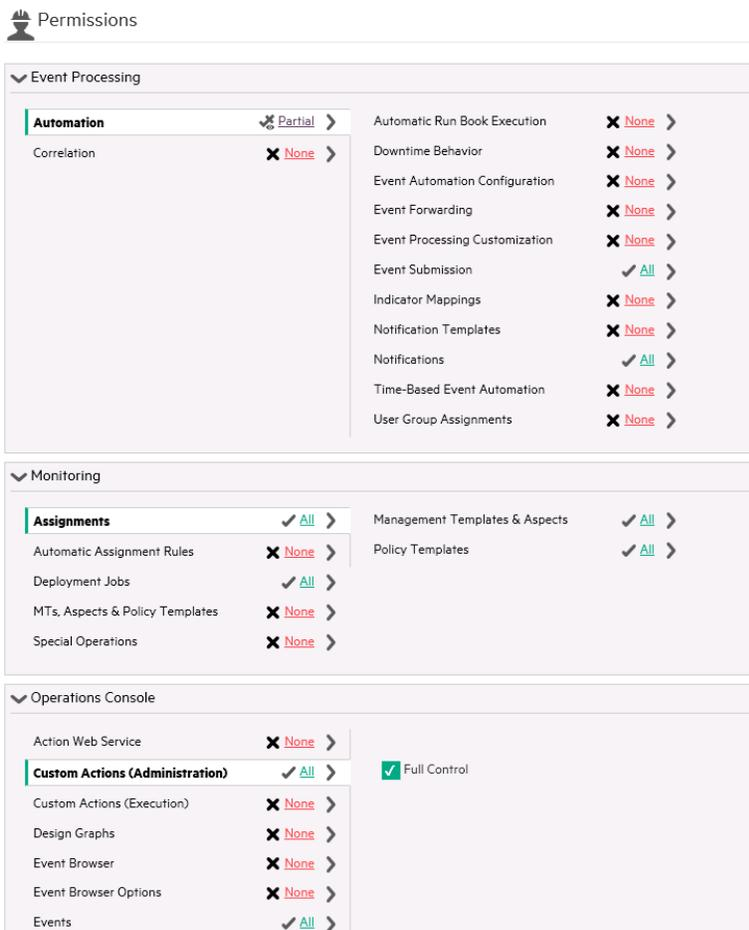 Permissions
Event Processing
Automation Partial
Correlation None
Automatic Run Book Execution None
Downtime Behavior None
Event Automation Configuration None
Event Forwarding None
Event Processing Customization None
Event Submission All
Indicator Mappings None
Notification Templates None
Notifications All
Time-Based Event Automation None
User Group Assignments None
Monitoring
Assignments All
Automatic Assignment Rules None
Deployment Jobs All
MTs, Aspects & Policy Templates None
Special Operations None
Management Templates & Aspects All
Policy Templates All
Operations Console
Action Web Service None
Custom Actions (Administration) All
Custom Actions (Execution) None
Design Graphs None
Event Browser None
Event Browser Options None
Events All
Full Control